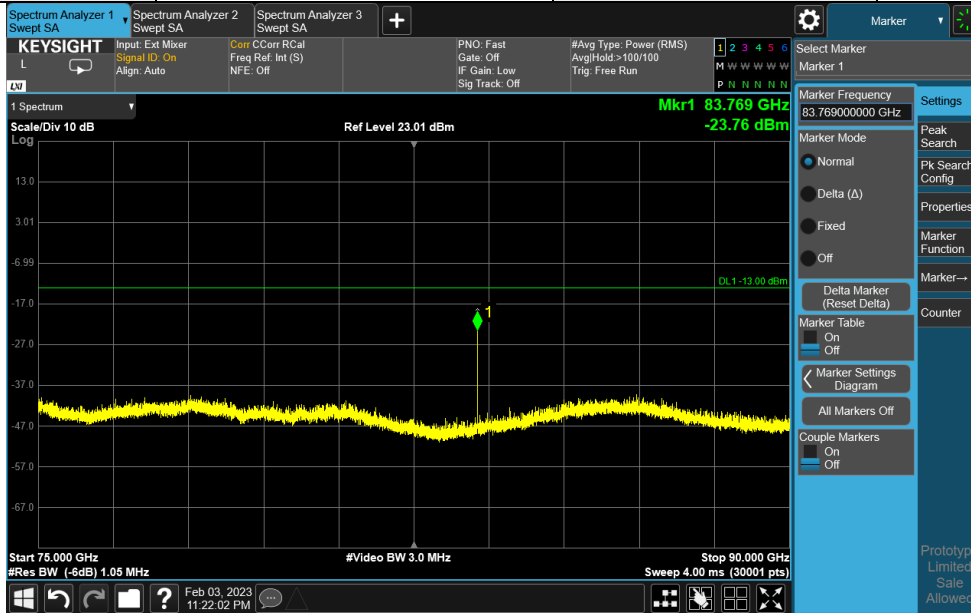 Spectrum Analyzer 1
Swept SA
Spectrum Analyzer 2
Swept SA
Spectrum Analyzer 3
Swept SA
+
Marker
KEYSIGHT
L
LXI
Input: Ext Mixer
Signal ID: On
Align: Auto
Corr CCorr RCal
Freq Ref: Int (S)
NFE: Off
PNO: Fast
Gate: Off
IF Gain: Low
Sig Track: Off
#Avg Type: Power (RMS)
Avg|Hold:>100/100
Trig: Free Run
1 2 3 4 5 6
M W W W W W
P N N N N N
Select Marker
Marker 1
1 Spectrum
Scale/Div 10 dB
Log
Ref Level 23.01 dBm
Mkr1 83.769 GHz
-23.76 dBm
13.0
3.01
-6.99
-17.0
-27.0
-37.0
-47.0
-57.0
-67.0
DL1 -13.00 dBm
1
Start 75.000 GHz
#Res BW (-6dB) 1.05 MHz
#Video BW 3.0 MHz
Stop 90.000 GHz
Sweep 4.00 ms (30001 pts)
Marker Frequency
83.769000000 GHz
Marker Mode
Normal
Delta (Δ)
Fixed
Off
Delta Marker
(Reset Delta)
Marker Table
On
Off
Marker Settings
Diagram
All Markers Off
Couple Markers
On
Off
Settings
Peak
Search
Pk Search
Config
Properties
Marker
Function
Marker→
Counter
Prototyp
Limited
Sale
Allowed
?
Feb 03, 2023
11:22:02 PM